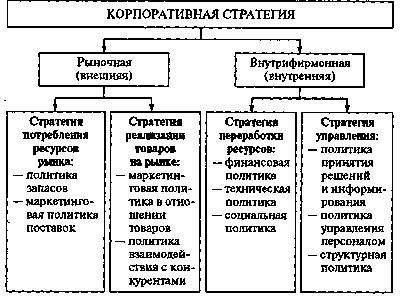 КОРПОРАТИВНАЯ СТРАТЕГИЯ
Рыночная
(внешняя)
Внутрифирмонная
(внутренняя)
Стратегия
потребления
ресурсов
рынка:
— политика
запасов
— маркетинго-
вая политика
поставок
Стратегия
реализации
товаров
на рынке:
— маркетин-
говая поли-
тика в отно-
шении
товаров
— политика
взаимодей-
ствия с кон-
курентами
Стратегия
переработки
ресурсов:
— финансовая
политика
— техническая
политика
— социальная
политика
Стратегия
управления:
— политика
принятия
решений
и информи-
рования
— политика
управления
персоналом
— структурная
политика